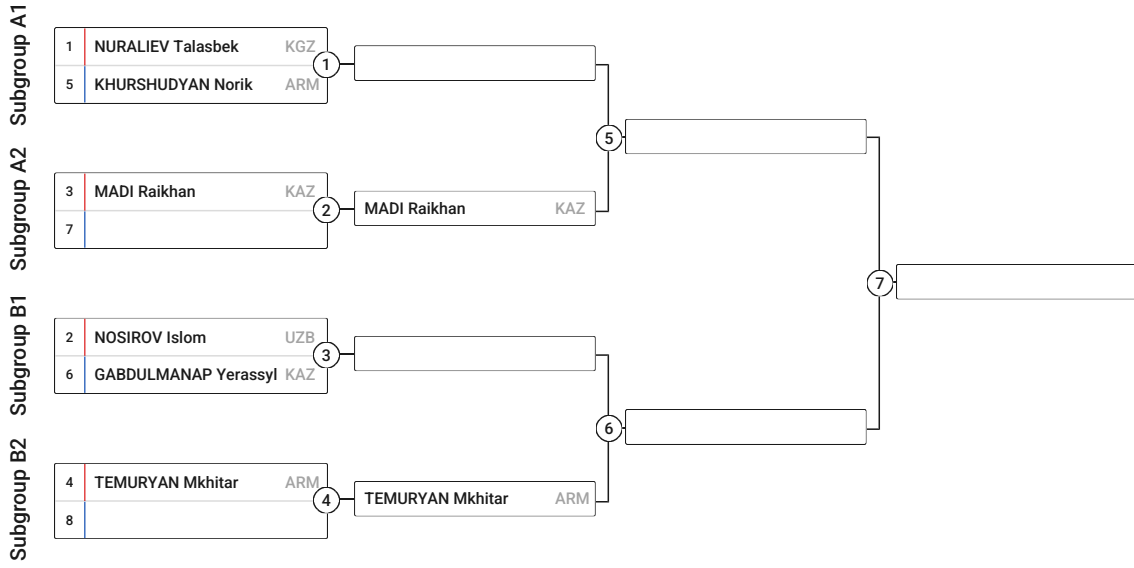 Subgroup A1
1 NURALIEV Talasbek KGZ
1
5 KHURSHUDYAN Norik ARM
5
Subgroup A2
3 MADI Raikhan KAZ
2
MADI Raikhan KAZ
7
7
Subgroup B1
2 NOSIROV Islom UZB
3
6 GABDULMANAP Yerassyl KAZ
6
Subgroup B2
4 TEMURYAN Mkhitar ARM
4
TEMURYAN Mkhitar ARM
8